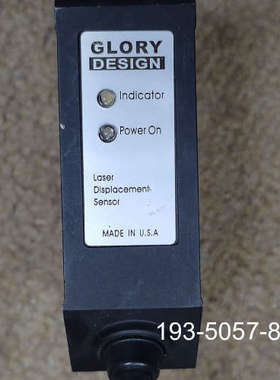 GLORY
DESIGN
Indicator
Power On
Laser
Displacement
Sensor
MADE IN U.S.A
193-5057-8